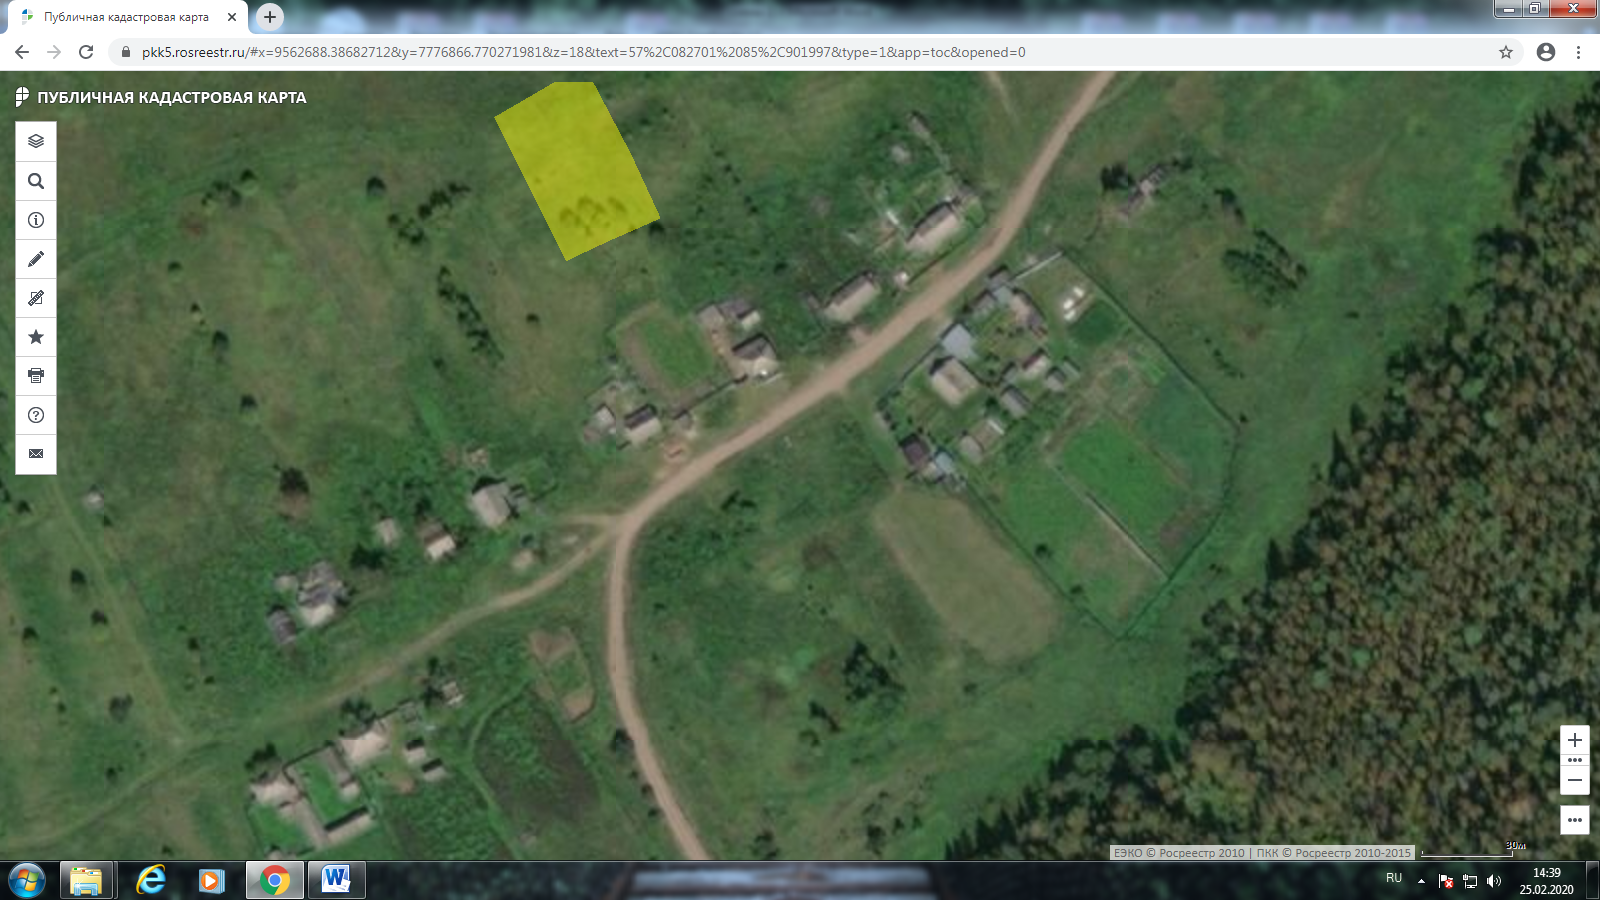 Публичная кадастровая карта
pkk5.rosreestr.ru/#x=9562688.38682712&y=7776866.770271981&z=18&text=57%2C082701%2085%2C901997&type=1&app=toc&opened=0
ПУБЛИЧНАЯ КАДАСТРОВАЯ КАРТА
30м
ЕЭКО © Росреестр 2010 | ПКК © Росреестр 2010-2015
RU
14:39
25.02.2020